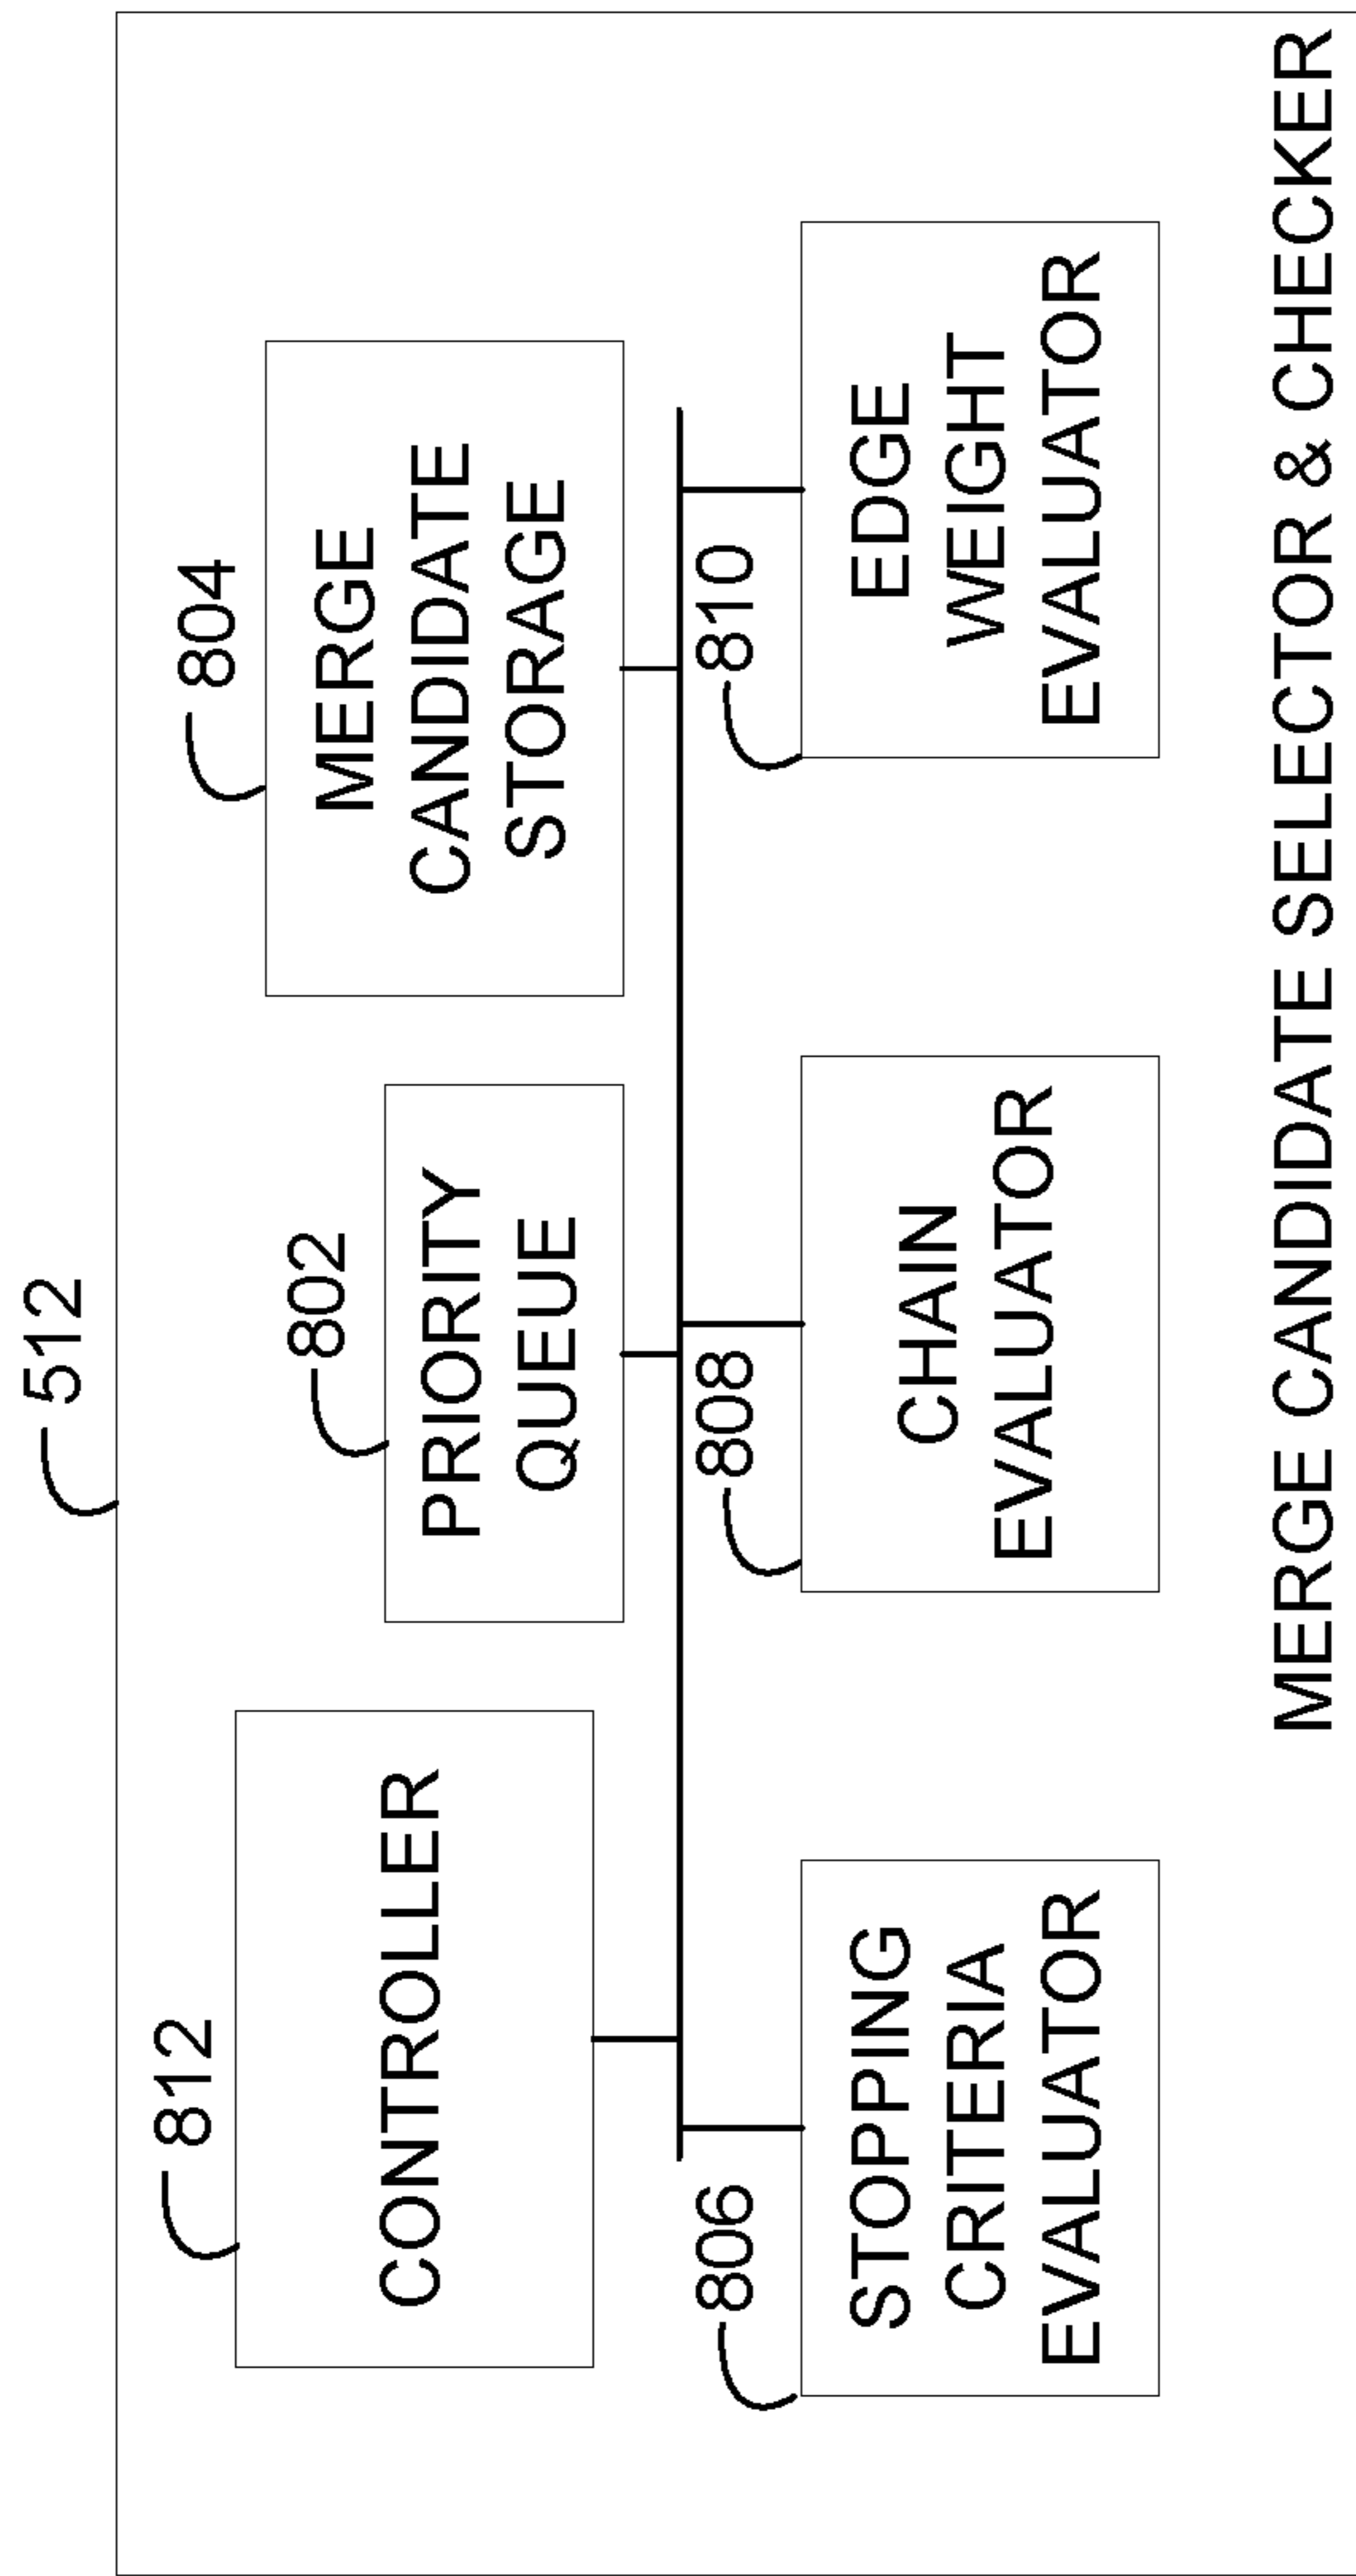 512
812
CONTROLLER
802
PRIORITY
QUEUE
804
MERGE
CANDIDATE
STORAGE
806
STOPPING
CRITERIA
EVALUATOR
808
CHAIN
EVALUATOR
810
EDGE
WEIGHT
EVALUATOR
MERGE CANDIDATE SELECTOR & CHECKER